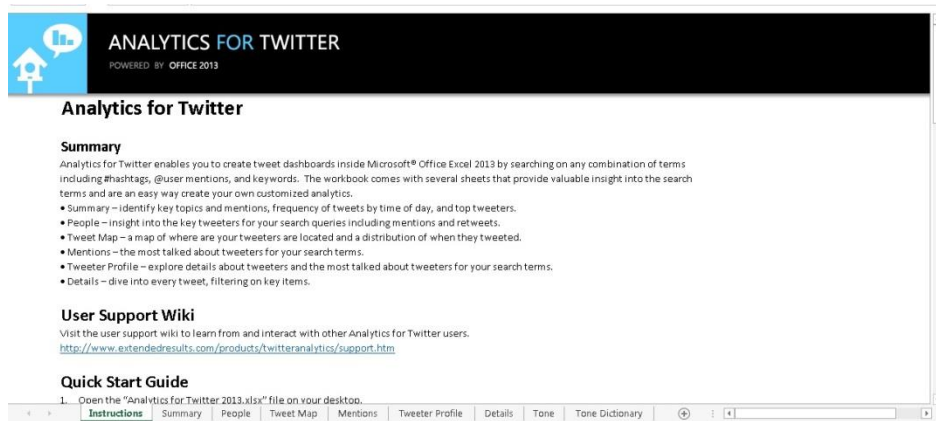 ANALYTICS FOR TWITTER
POWERED BY OFFICE 2013
Analytics for Twitter
Summary
Analytics for Twitter enables you to create tweet dashboards inside Microsoft® Office Excel 2013 by searching on any combination of terms
including #hashtags, @user mentions, and keywords. The workbook comes with several sheets that provide valuable insight into the search
terms and are an easy way create your own customized analytics.
• Summary – identify key topics and mentions, frequency of tweets by time of day, and top tweeters.
• People – insight into the key tweeters for your search queries including mentions and retweets.
• Tweet Map – a map of where are your tweeters are located and a distribution of when they tweeted.
• Mentions – the most talked about tweeters for your search terms.
• Tweeter Profile – explore details about tweeters and the most talked about tweeters for your search terms.
• Details – dive into every tweet, filtering on key items.
User Support Wiki
Visit the user support wiki to learn from and interact with other Analytics for Twitter users.
http://www.extendedresults.com/products/twitteranalytics/support.htm
Quick Start Guide
1. Open the "Analytics for Twitter 2013.xlsx" file on your desktop.
Instructions Summary People Tweet Map Mentions Tweeter Profile Details Tone Tone Dictionary